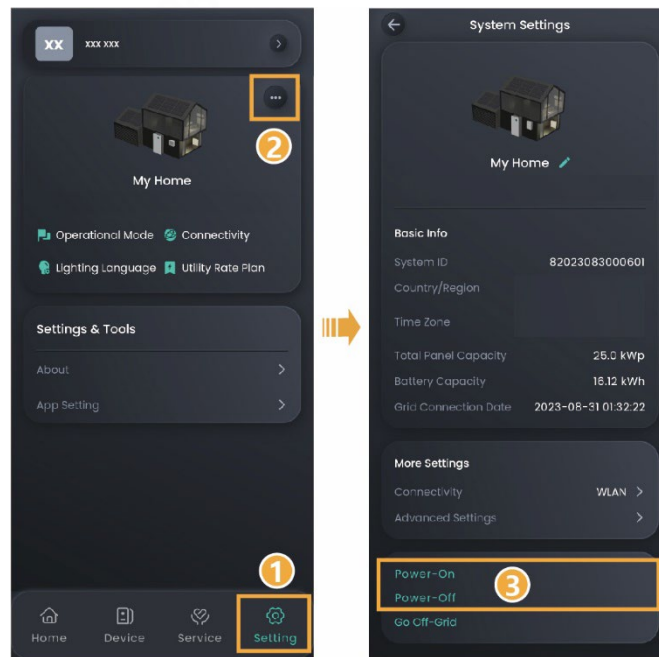 XX xxx xxx
2
My Home
Operational Mode Connectivity
Lighting Language Utility Rate Plan
Settings & Tools
About
App Setting
1
Home Device Service Setting
System Settings
My Home
Basic Info
System ID 82023083000601
Country/Region
Time Zone
Total Panel Capacity 25.0 kWp
Battery Capacity 16.12 kWh
Grid Connection Date 2023-08-31 01:32:22
More Settings
Connectivity WLAN
Advanced Settings
Power-On
3
Power-Off
Go Off-Grid